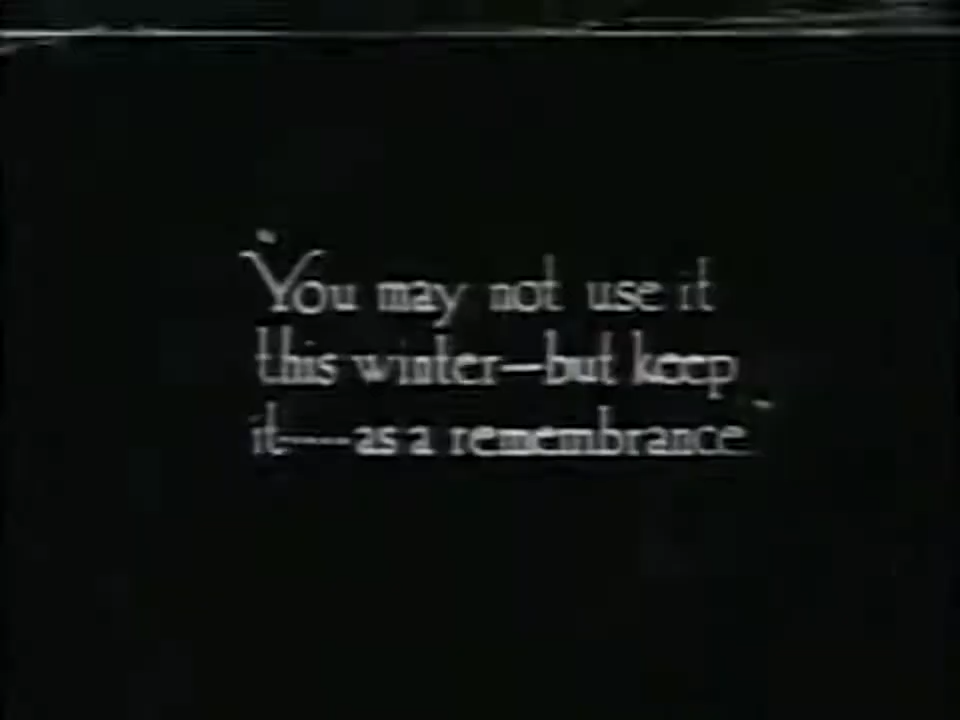 "You may not use it
this winter—but keep
it——as a remembrance."